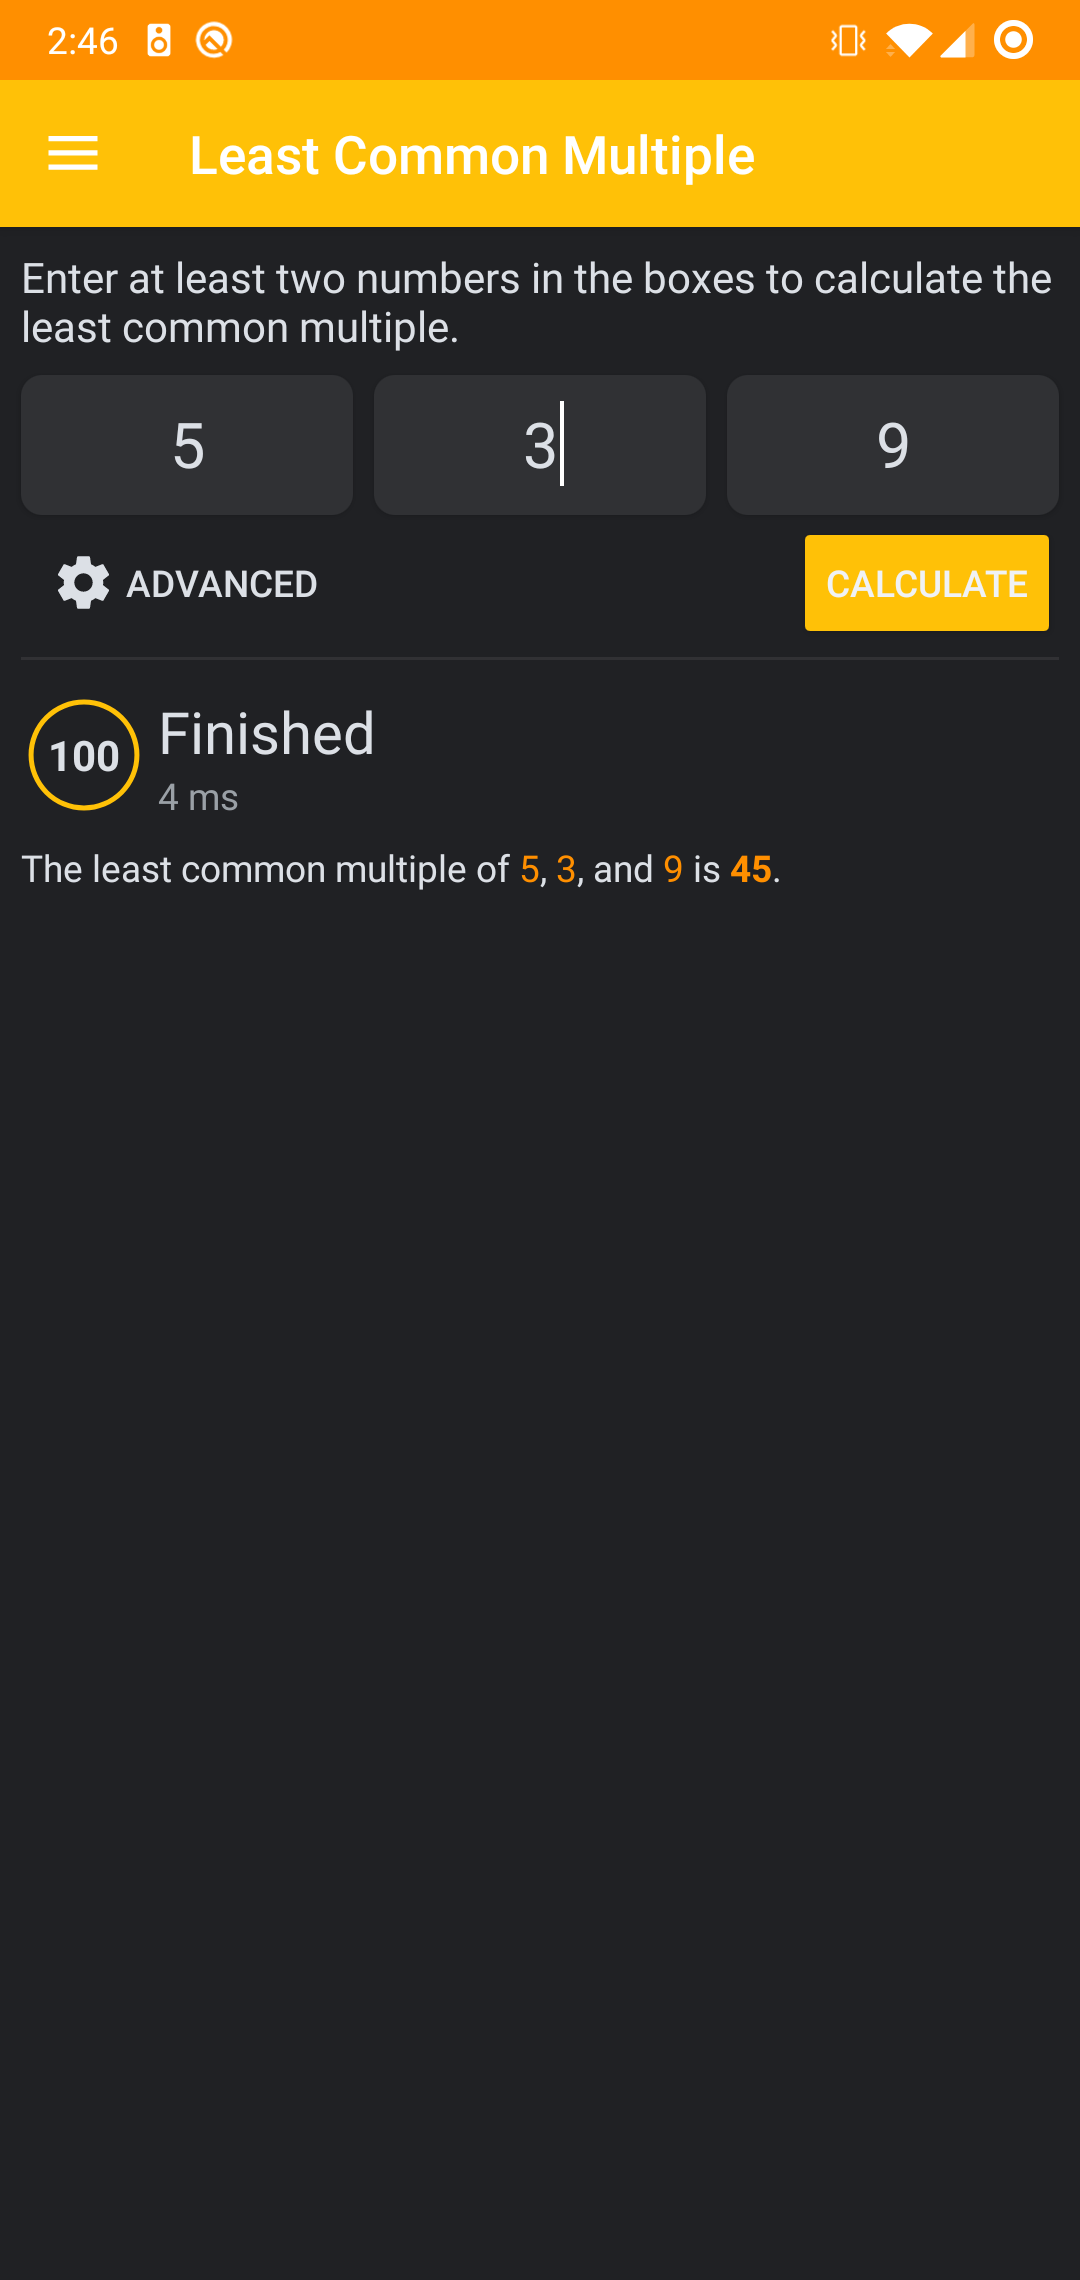 2:46
Least Common Multiple
Enter at least two numbers in the boxes to calculate the
least common multiple.
5 3 9
ADVANCED CALCULATE
100 Finished
4 ms
The least common multiple of 5, 3, and 9 is 45.